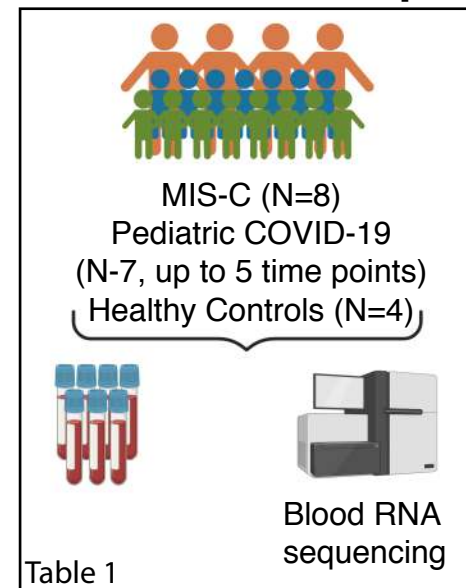 MIS-C (N=8)
Pediatric COVID-19
(N-7, up to 5 time points)
Healthy Controls (N=4)
Blood RNA
sequencing
Table 1